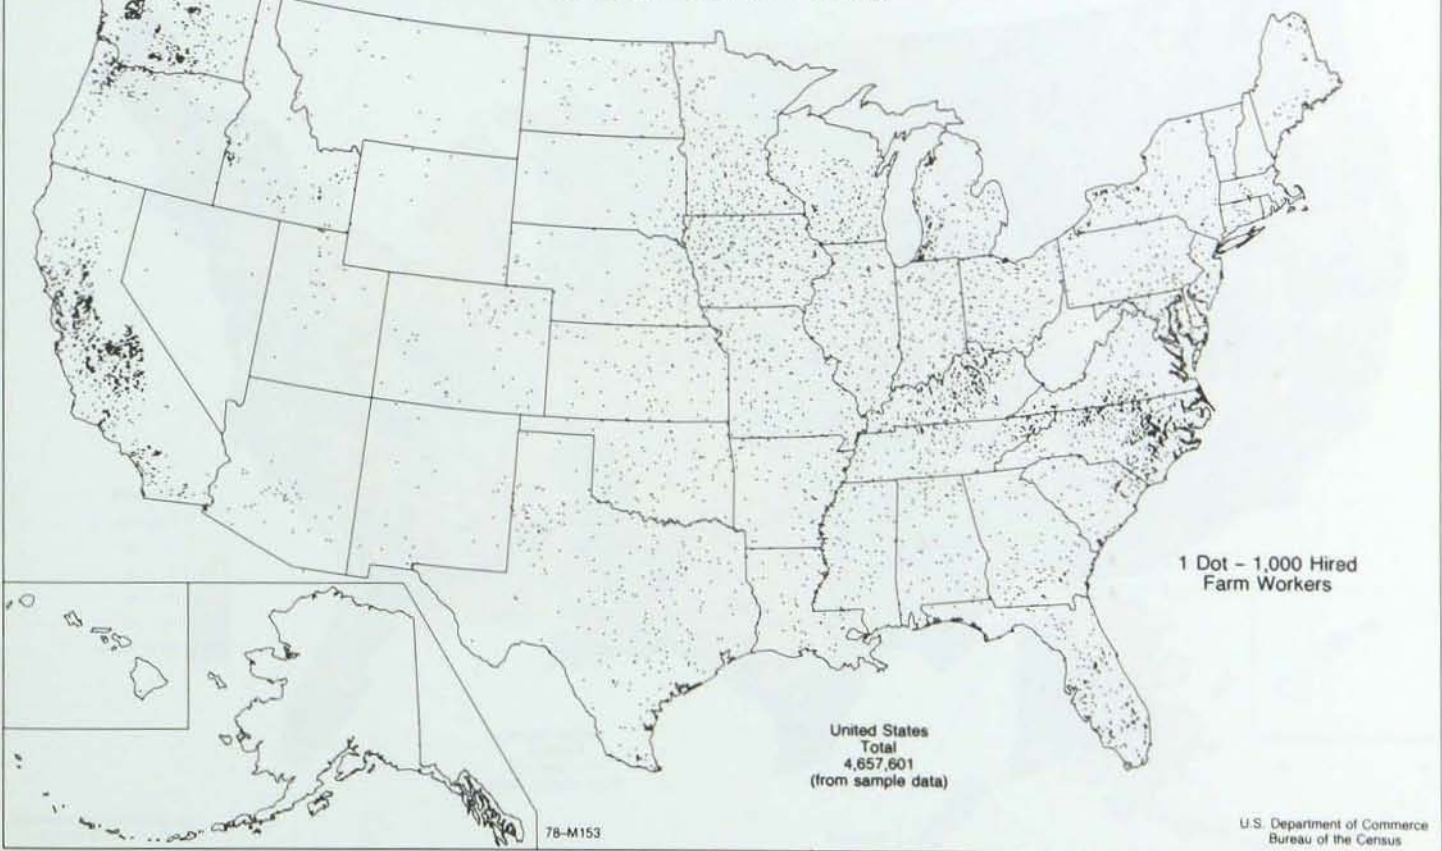 1 Dot – 1,000 Hired
Farm Workers
United States
Total
4,657,601
(from sample data)
78–M153
U.S. Department of Commerce
Bureau of the Census